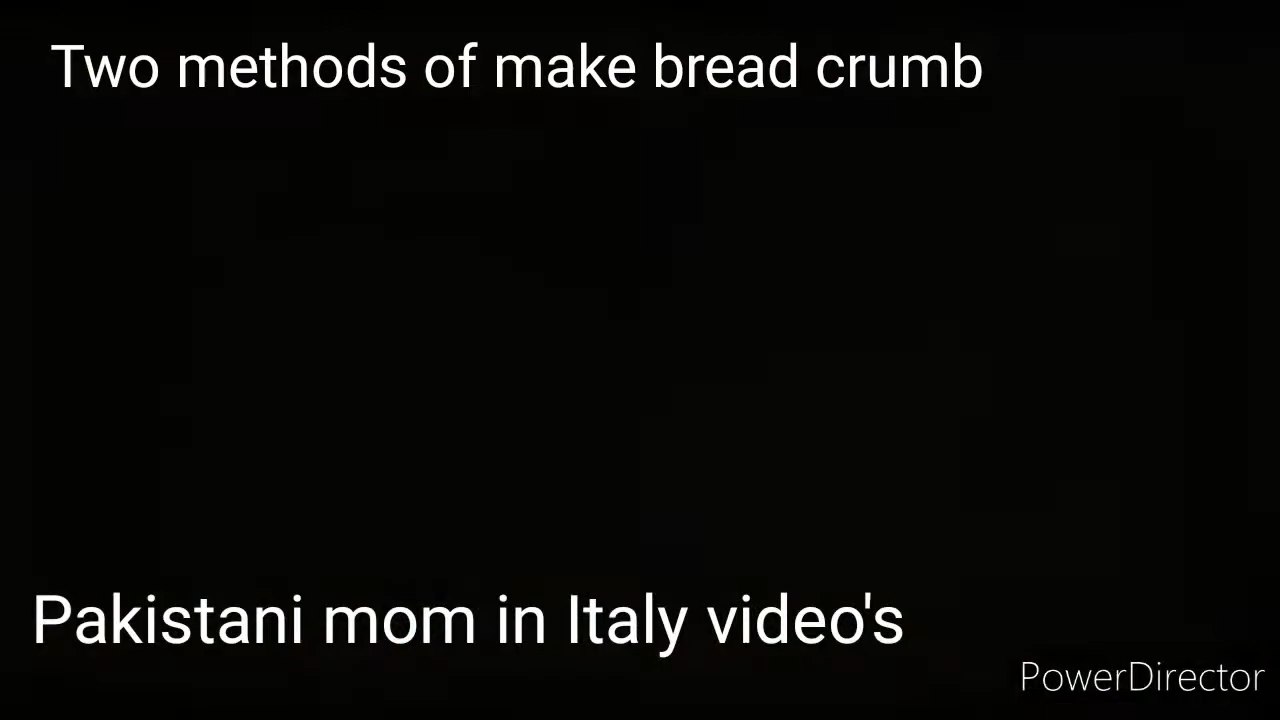 Two methods of make bread crumb
Pakistani mom in Italy video's
PowerDirector